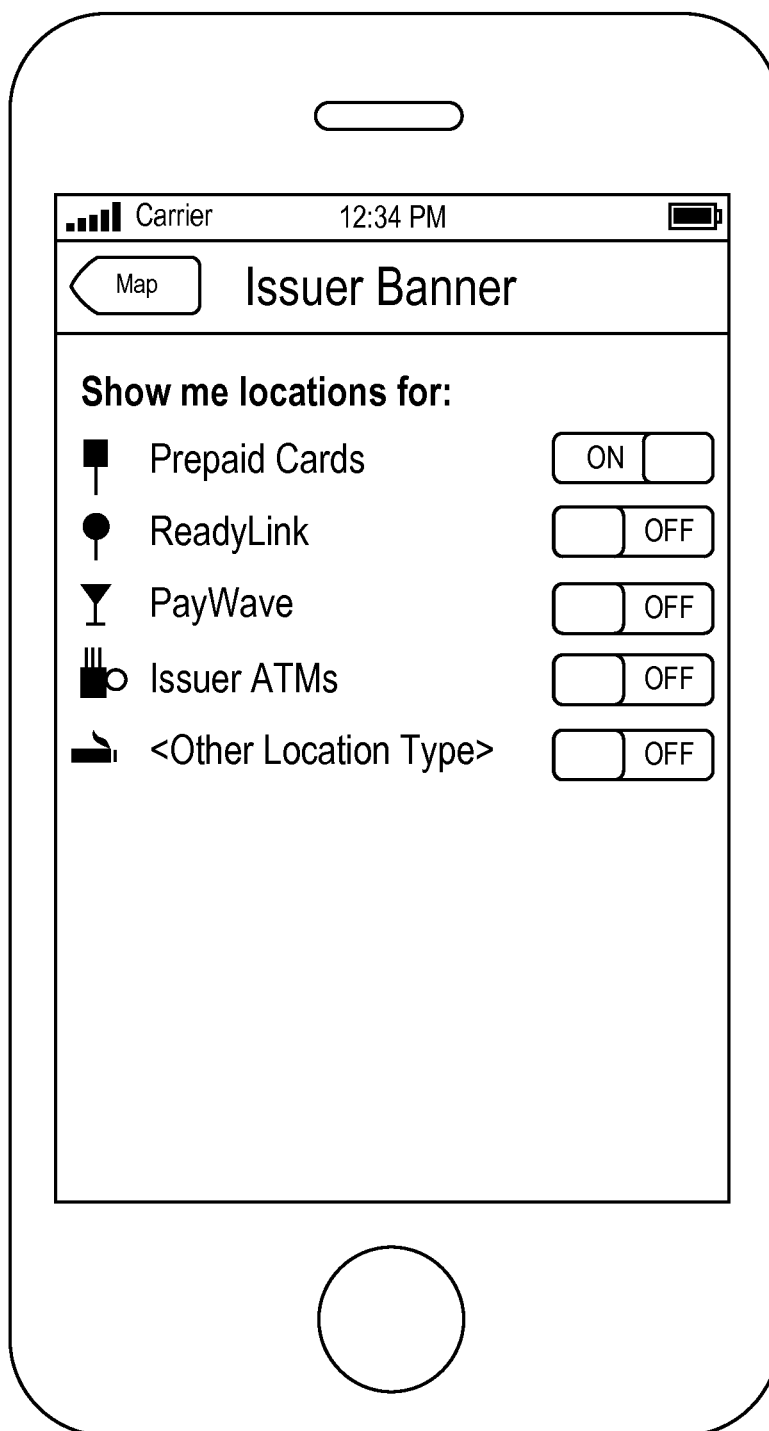 Carrier 12:34 PM
Map Issuer Banner
Show me locations for:
Prepaid Cards ON
ReadyLink OFF
PayWave OFF
Issuer ATMs OFF
<Other Location Type> OFF